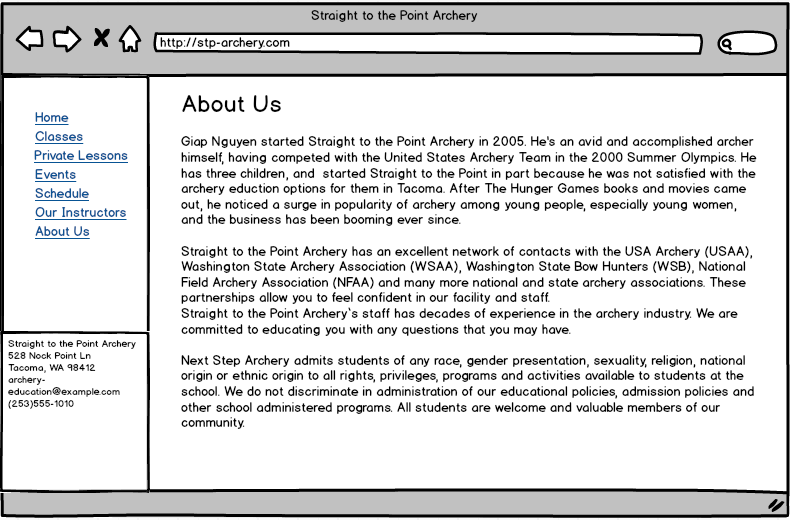 Straight to the Point Archery
http://stp-archery.com
Home
Classes
Private Lessons
Events
Schedule
Our Instructors
About Us
Straight to the Point Archery
528 Nock Point Ln
Tacoma, WA 98412
archery-
education@example.com
(253)555-1010
About Us
Giap Nguyen started Straight to the Point Archery in 2005. He's an avid and accomplished archer
himself, having competed with the United States Archery Team in the 2000 Summer Olympics. He
has three children, and  started Straight to the Point in part because he was not satisfied with the
archery eduction options for them in Tacoma. After The Hunger Games books and movies came
out, he noticed a surge in popularity of archery among young people, especially young women,
and the business has been booming ever since.
Straight to the Point Archery has an excellent network of contacts with the USA Archery (USAA),
Washington State Archery Association (WSAA), Washington State Bow Hunters (WSB), National
Field Archery Association (NFAA) and many more national and state archery associations. These
partnerships allow you to feel confident in our facility and staff.
Straight to the Point Archery`s staff has decades of experience in the archery industry. We are
committed to educating you with any questions that you may have.
Next Step Archery admits students of any race, gender presentation, sexuality, religion, national
origin or ethnic origin to all rights, privileges, programs and activities available to students at the
school. We do not discriminate in administration of our educational policies, admission policies and
other school administered programs. All students are welcome and valuable members of our
community.